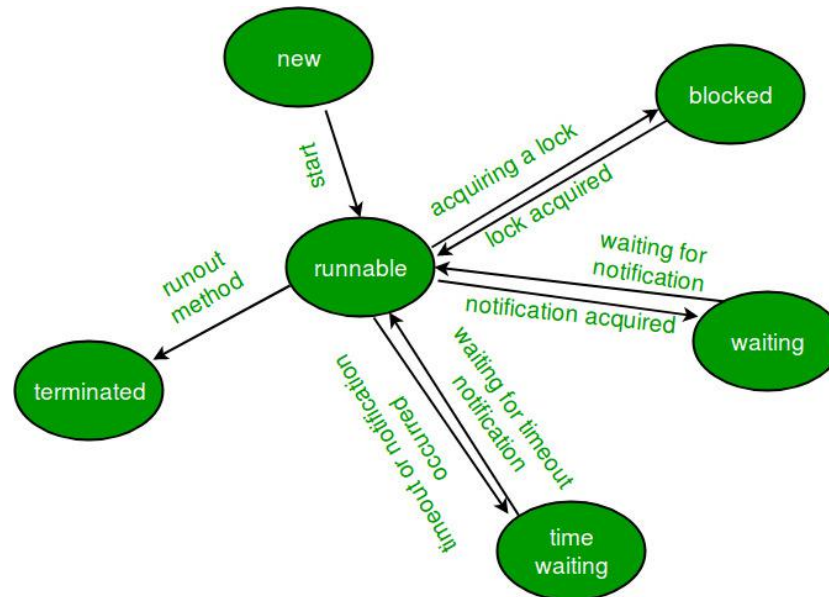 new
blocked
start
acquiring a lock
lock acquired
runnable
waiting for
notification
notification acquired
waiting
runout
method
terminated
timeout or notification
occurred
waiting for timeout
notification
time
waiting